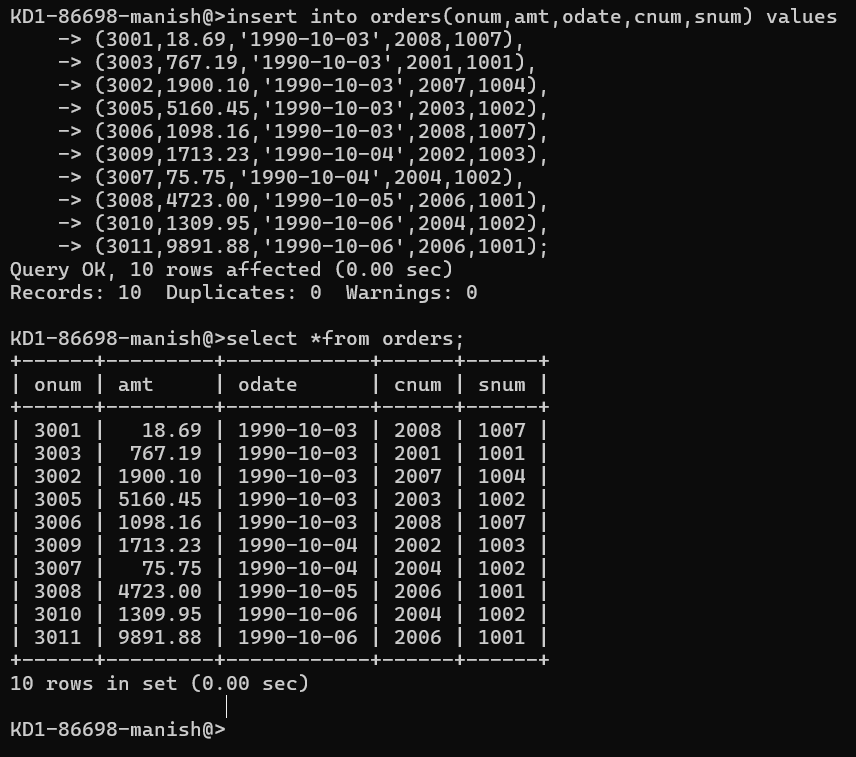 KD1-86698-manish@>insert into orders(onum,amt,odate,cnum,snum) values
    -> (3001,18.69,'1990-10-03',2008,1007),
    -> (3003,767.19,'1990-10-03',2001,1001),
    -> (3002,1900.10,'1990-10-03',2007,1004),
    -> (3005,5160.45,'1990-10-03',2003,1002),
    -> (3006,1098.16,'1990-10-03',2008,1007),
    -> (3009,1713.23,'1990-10-04',2002,1003),
    -> (3007,75.75,'1990-10-04',2004,1002),
    -> (3008,4723.00,'1990-10-05',2006,1001),
    -> (3010,1309.95,'1990-10-06',2004,1002),
    -> (3011,9891.88,'1990-10-06',2006,1001);
Query OK, 10 rows affected (0.00 sec)
Records: 10  Duplicates: 0  Warnings: 0

KD1-86698-manish@>select *from orders;
+------+---------+------------+------+------+
| onum | amt     | odate      | cnum | snum |
+------+---------+------------+------+------+
| 3001 |   18.69 | 1990-10-03 | 2008 | 1007 |
| 3003 |  767.19 | 1990-10-03 | 2001 | 1001 |
| 3002 | 1900.10 | 1990-10-03 | 2007 | 1004 |
| 3005 | 5160.45 | 1990-10-03 | 2003 | 1002 |
| 3006 | 1098.16 | 1990-10-03 | 2008 | 1007 |
| 3009 | 1713.23 | 1990-10-04 | 2002 | 1003 |
| 3007 |   75.75 | 1990-10-04 | 2004 | 1002 |
| 3008 | 4723.00 | 1990-10-05 | 2006 | 1001 |
| 3010 | 1309.95 | 1990-10-06 | 2004 | 1002 |
| 3011 | 9891.88 | 1990-10-06 | 2006 | 1001 |
+------+---------+------------+------+------+
10 rows in set (0.00 sec)

KD1-86698-manish@>